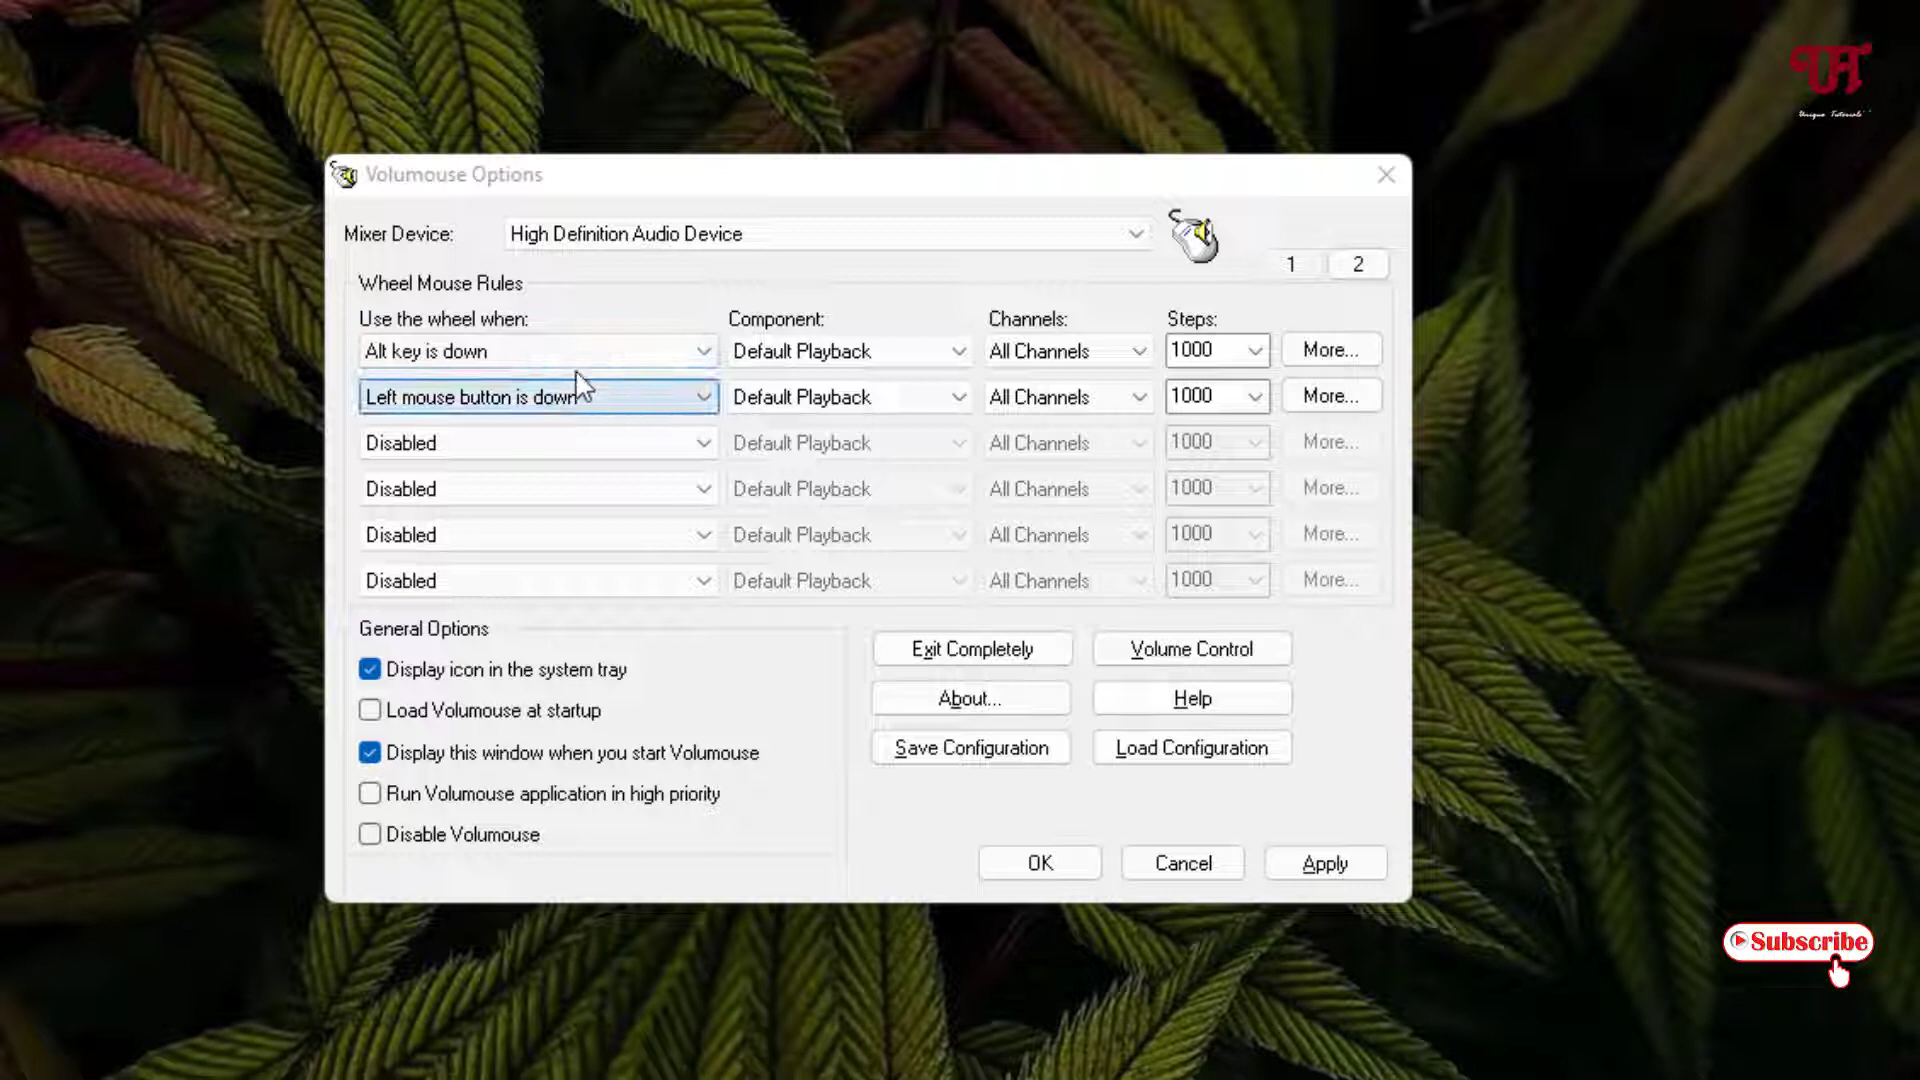 UA
Unique Tutorials
Volumouse Options
Mixer Device: High Definition Audio Device
1 2
Wheel Mouse Rules
Use the wheel when: Component: Channels: Steps:
Alt key is down Default Playback All Channels 1000 More...
Left mouse button is down Default Playback All Channels 1000 More...
Disabled Default Playback All Channels 1000 More...
Disabled Default Playback All Channels 1000 More...
Disabled Default Playback All Channels 1000 More...
Disabled Default Playback All Channels 1000 More...
General Options
Display icon in the system tray
Load Volumouse at startup
Display this window when you start Volumouse
Run Volumouse application in high priority
Disable Volumouse
Exit Completely Volume Control
About... Help
Save Configuration Load Configuration
OK Cancel Apply
Subscribe